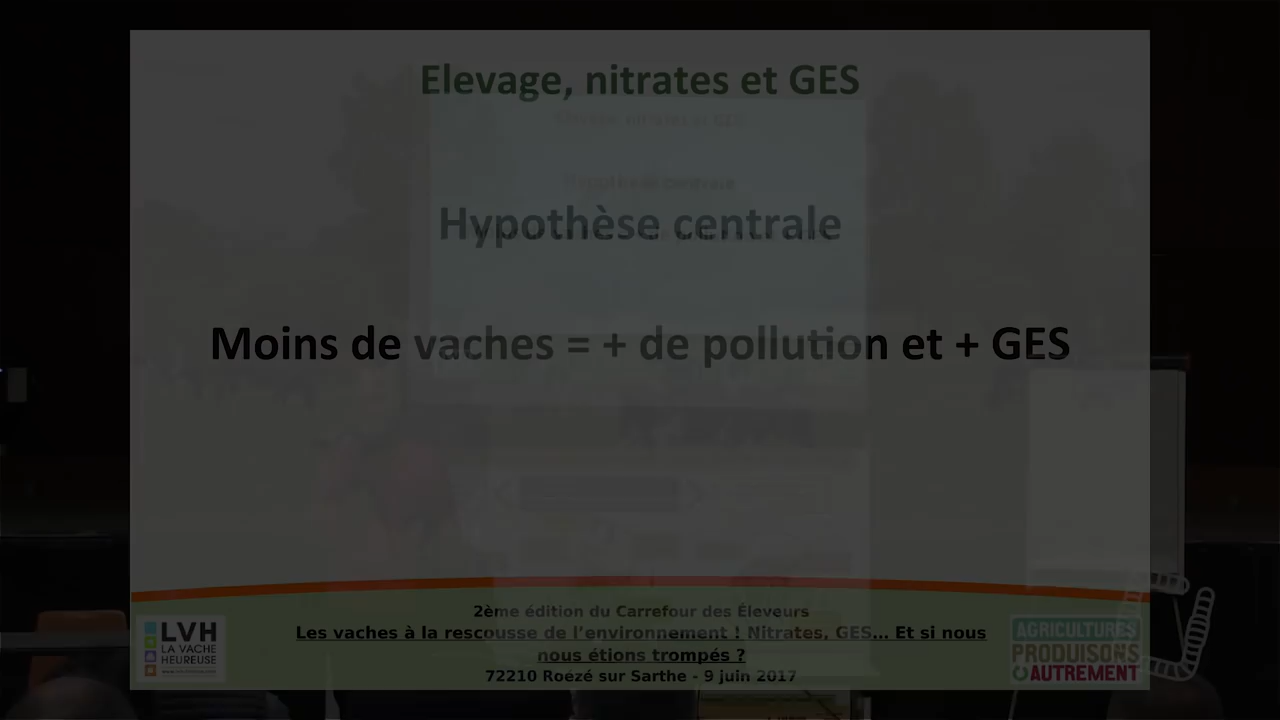 Elevage, nitrates et GES
Hypothèse centrale
Moins de vaches = + de pollution et + GES
2ème édition du Carrefour des Éleveurs
Les vaches à la rescousse de l'environnement ! Nitrates, GES... Et si nous
nous étions trompés ?
72210 Roézé sur Sarthe - 9 juin 2017
LVH
LA VACHE
HEUREUSE
AGRICULTURES
PRODUISONS
AUTREMENT